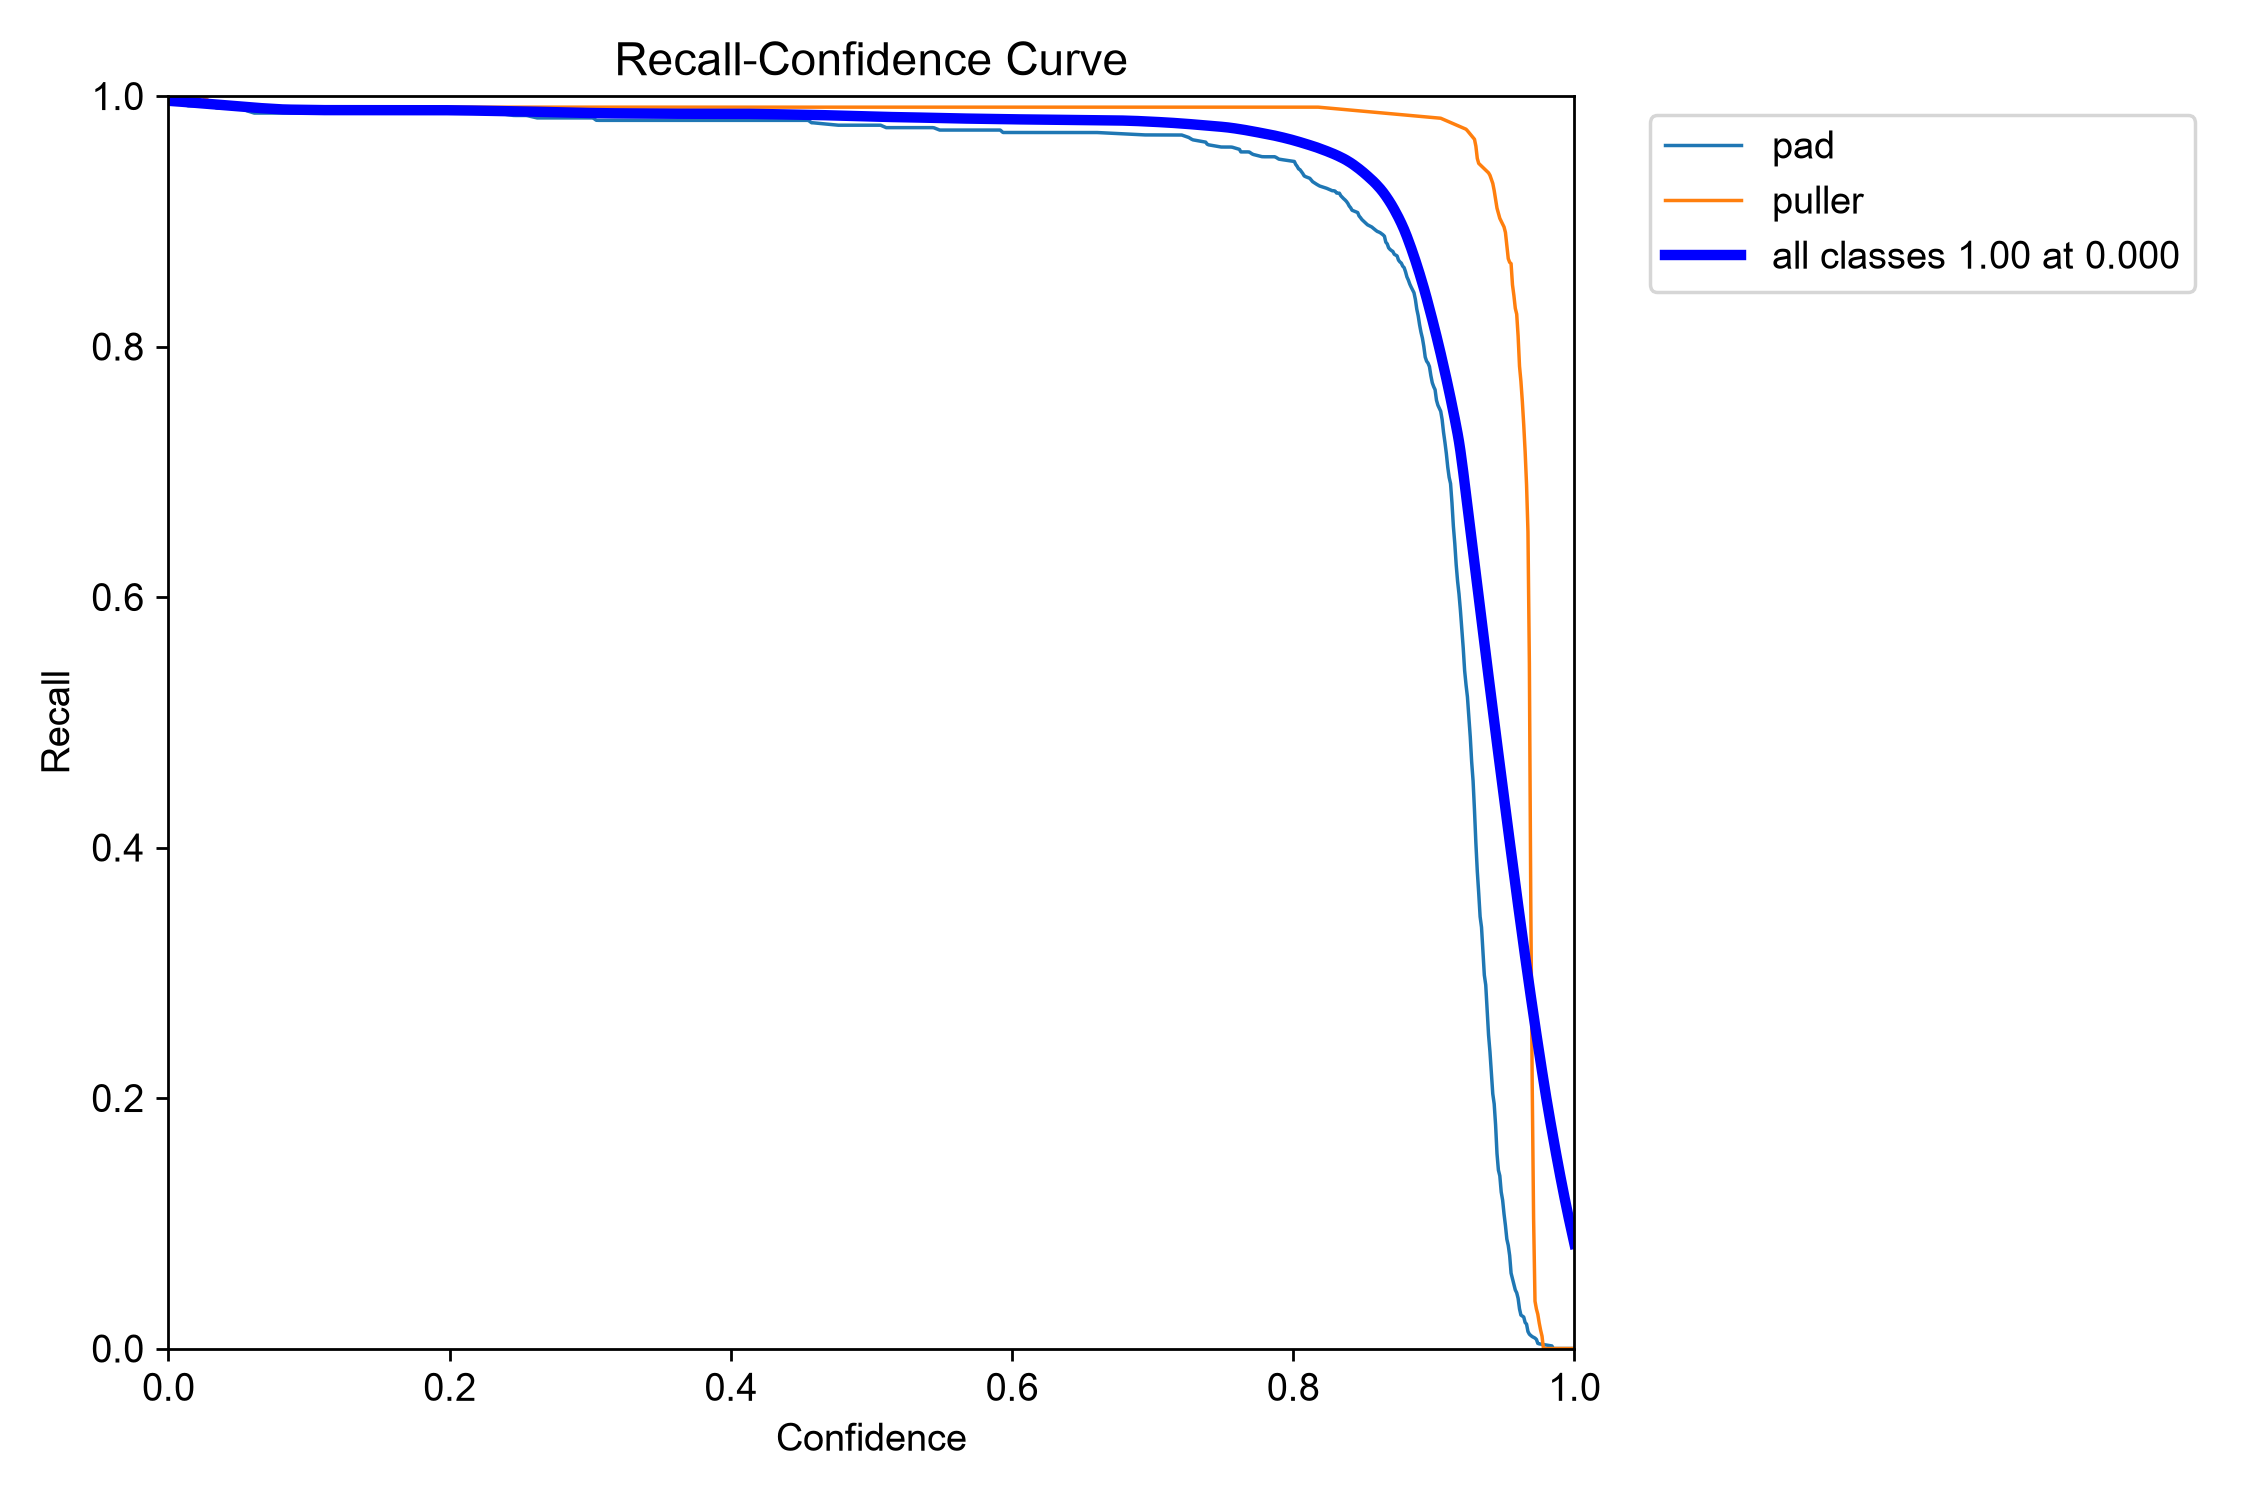 Recall-Confidence Curve
1.0
0.8
0.6
0.4
0.2
0.0
Recall
0.0 0.2 0.4 0.6 0.8 1.0
Confidence
pad
puller
all classes 1.00 at 0.000